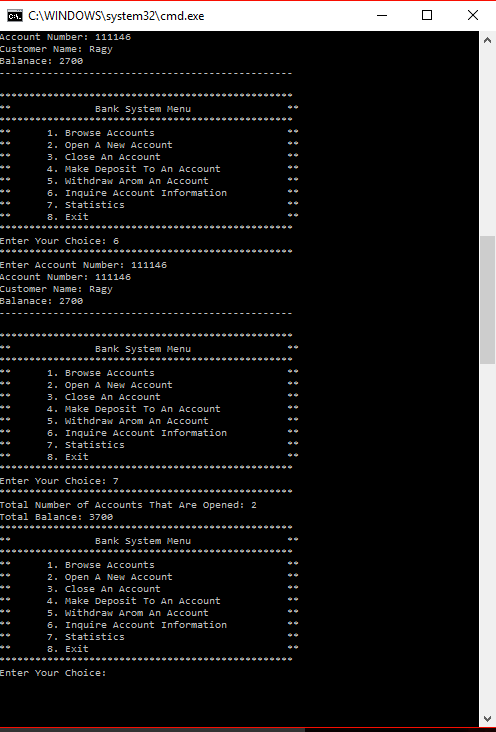 C:\WINDOWS\system32\cmd.exe
Account Number: 111146
Customer Name: Ragy
Balanace: 2700
-------------------------------------------------
*************************************************
**              Bank System Menu                **
*************************************************
**      1. Browse Accounts                      **
**      2. Open A New Account                   **
**      3. Close An Account                     **
**      4. Make Deposit To An Account           **
**      5. Withdraw Arom An Account             **
**      6. Inquire Account Information          **
**      7. Statistics                           **
**      8. Exit                                 **
*************************************************
Enter Your Choice: 6
*************************************************
Enter Account Number: 111146
Account Number: 111146
Customer Name: Ragy
Balanace: 2700
-------------------------------------------------
*************************************************
**              Bank System Menu                **
*************************************************
**      1. Browse Accounts                      **
**      2. Open A New Account                   **
**      3. Close An Account                     **
**      4. Make Deposit To An Account           **
**      5. Withdraw Arom An Account             **
**      6. Inquire Account Information          **
**      7. Statistics                           **
**      8. Exit                                 **
*************************************************
Enter Your Choice: 7
*************************************************
Total Number of Accounts That Are Opened: 2
Total Balance: 3700
*************************************************
**              Bank System Menu                **
*************************************************
**      1. Browse Accounts                      **
**      2. Open A New Account                   **
**      3. Close An Account                     **
**      4. Make Deposit To An Account           **
**      5. Withdraw Arom An Account             **
**      6. Inquire Account Information          **
**      7. Statistics                           **
**      8. Exit                                 **
*************************************************
Enter Your Choice: